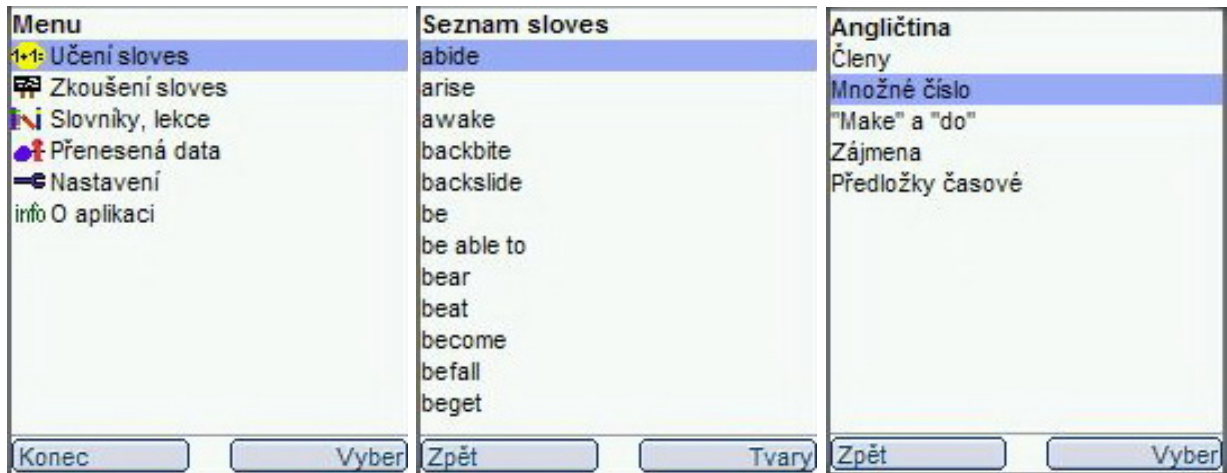 Menu
1+1= Učení sloves
Zkoušení sloves
Slovníky, lekce
Přenesená data
Nastavení
info O aplikaci
Konec Vyber
Seznam sloves
abide
arise
awake
backbite
backslide
be
be able to
bear
beat
become
befall
beget
Zpět Tvary
Angličtina
Členy
Množné číslo
"Make" a "do"
Zájmena
Předložky časové
Zpět Vyber